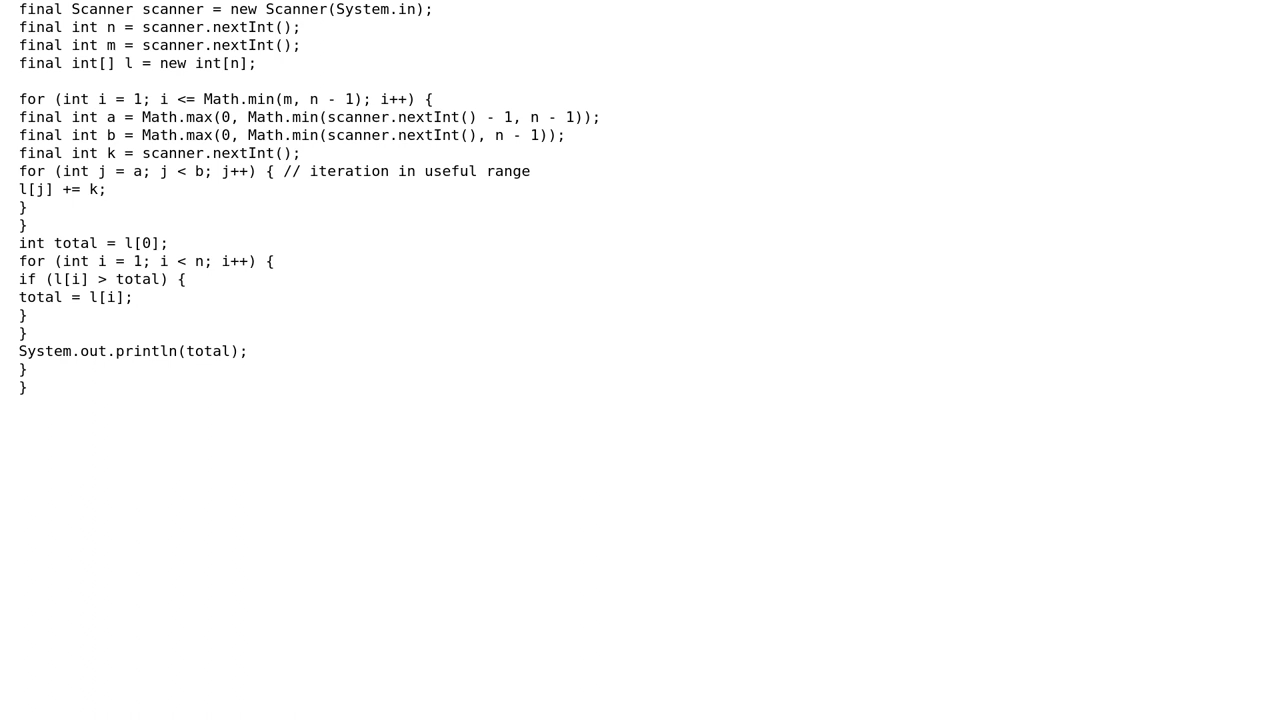 final Scanner scanner = new Scanner(System.in);
final int n = scanner.nextInt();
final int m = scanner.nextInt();
final int[] l = new int[n];
for (int i = 1; i <= Math.min(m, n - 1); i++) {
final int a = Math.max(0, Math.min(scanner.nextInt() - 1, n - 1));
final int b = Math.max(0, Math.min(scanner.nextInt(), n - 1));
final int k = scanner.nextInt();
for (int j = a; j < b; j++) { // iteration in useful range
l[j] += k;
}
}
int total = l[0];
for (int i = 1; i < n; i++) {
if (l[i] > total) {
total = l[i];
}
}
System.out.println(total);
}
}